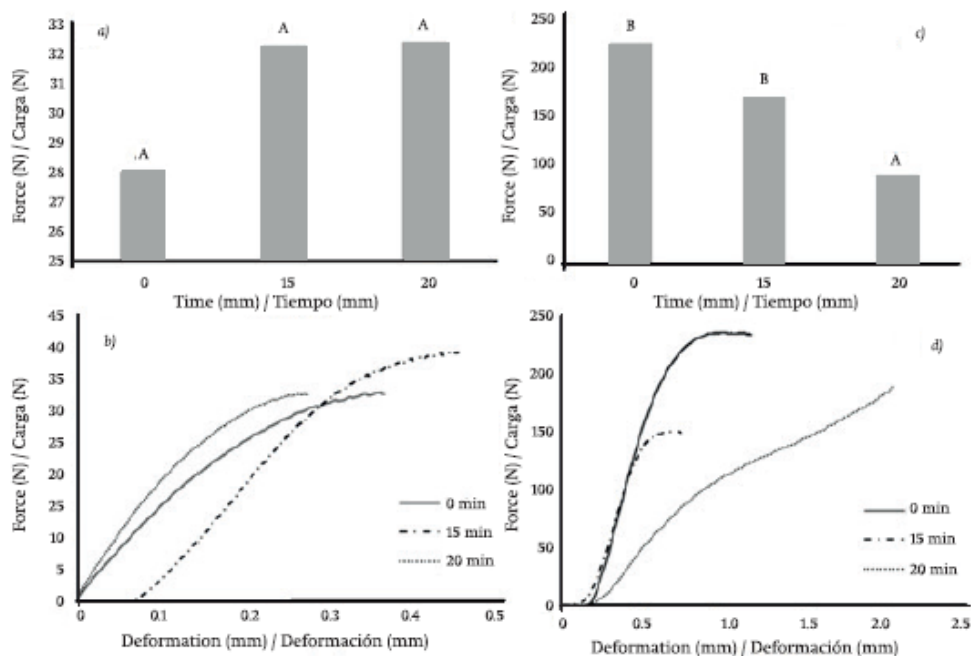 a)
Force (N) / Carga (N)
33
32
31
30
29
28
27
26
25
.A
A
A
0 15 20
Time (mm) / Tiempo (mm)
c)
Force (N) / Carga (N)
250
200
150
100
50
0
B
B
A
0 15 20
Time (mm) / Tiempo (mm)
b)
Force (N) / Carga (N)
45
40
35
30
25
20
15
10
5
0
0 min
15 min
20 min
0 0.1 0.2 0.3 0.4 0.5
Deformation (mm) / Deformación (mm)
d)
Force (N) / Carga (N)
250
200
150
100
50
0
0 min
15 min
20 min
0 0.5 1.0 1.5 2.0 2.5
Deformation (mm) / Deformación (mm)